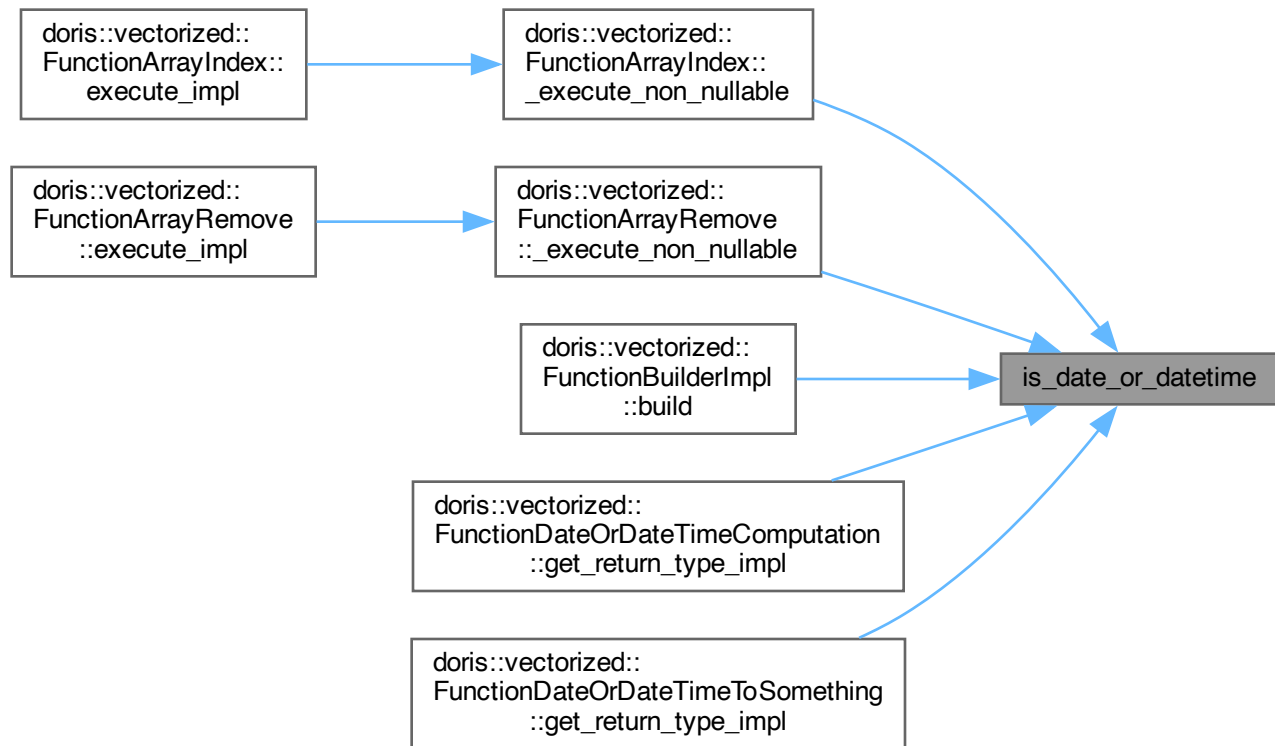 doris::vectorized::
FunctionArrayIndex::
execute_impl
doris::vectorized::
FunctionArrayIndex::
_execute_non_nullable
doris::vectorized::
FunctionArrayRemove
::execute_impl
doris::vectorized::
FunctionArrayRemove
::_execute_non_nullable
doris::vectorized::
FunctionBuilderImpl
::build
is_date_or_datetime
doris::vectorized::
FunctionDateOrDateTimeComputation
::get_return_type_impl
doris::vectorized::
FunctionDateOrDateTimeToSomething
::get_return_type_impl